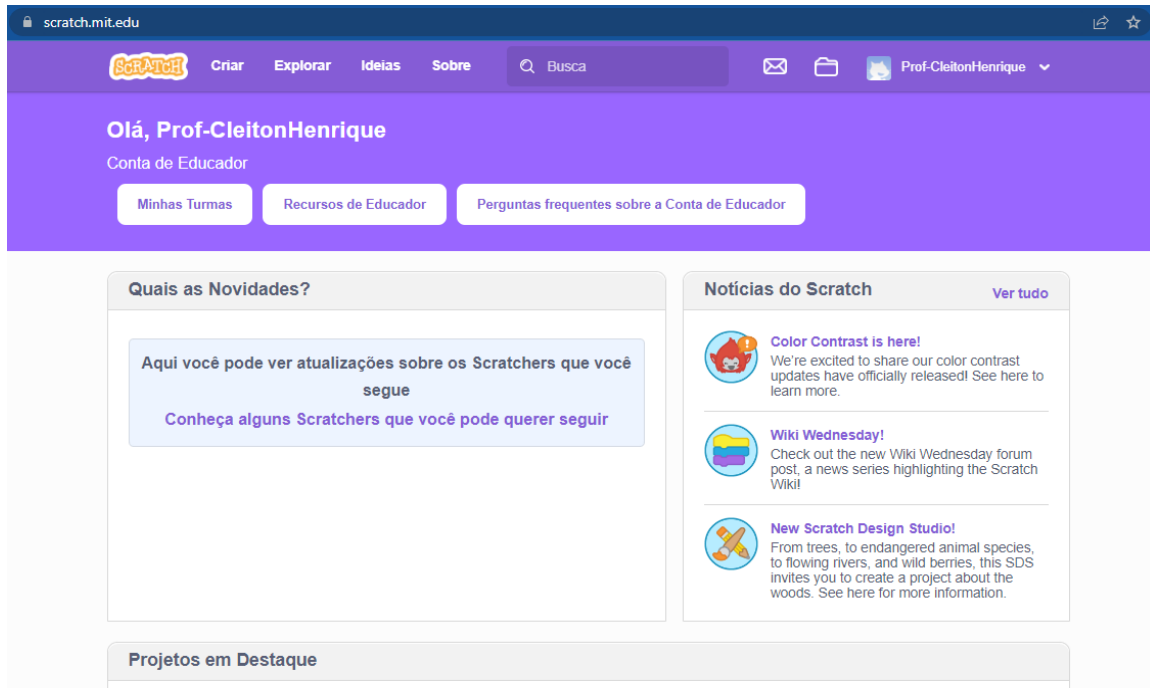 scratch.mit.edu
SCRATCH Criar Explorar Ideias Sobre Busca Prof-CleitonHenrique
Olá, Prof-CleitonHenrique
Conta de Educador
Minhas Turmas Recursos de Educador Perguntas frequentes sobre a Conta de Educador
Quais as Novidades?
Aqui você pode ver atualizações sobre os Scratchers que você
segue
Conheça alguns Scratchers que você pode querer seguir
Notícias do Scratch Ver tudo
Color Contrast is here!
We're excited to share our color contrast
updates have officially released! See here to
learn more.
Wiki Wednesday!
Check out the new Wiki Wednesday forum
post, a news series highlighting the Scratch
Wiki!
New Scratch Design Studio!
From trees, to endangered animal species,
to flowing rivers, and wild berries, this SDS
invites you to create a project about the
woods. See here for more information.
Projetos em Destaque